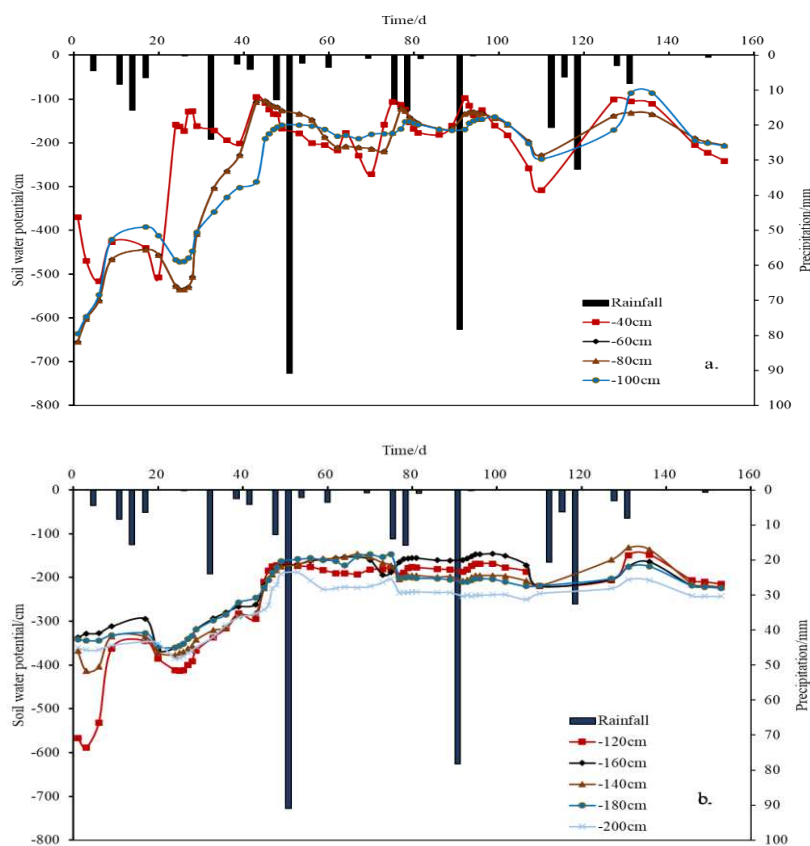 Time/d
0 20 40 60 80 100 120 140 160
0 0
-100 10
-200 20
-300 30
-400 40
-500 50
-600 60
-700 70
-800 80
90
100
Soil water potential/cm
Precipitation/mm
Rainfall
-40cm
-60cm
-80cm
-100cm
a.
Time/d
0 20 40 60 80 100 120 140 160
0 0
-100 10
-200 20
-300 30
-400 40
-500 50
-600 60
-700 70
-800 80
90
100
Soil water potential/cm
Precipitation/mm
Rainfall
-120cm
-160cm
-140cm
-180cm
-200cm
b.